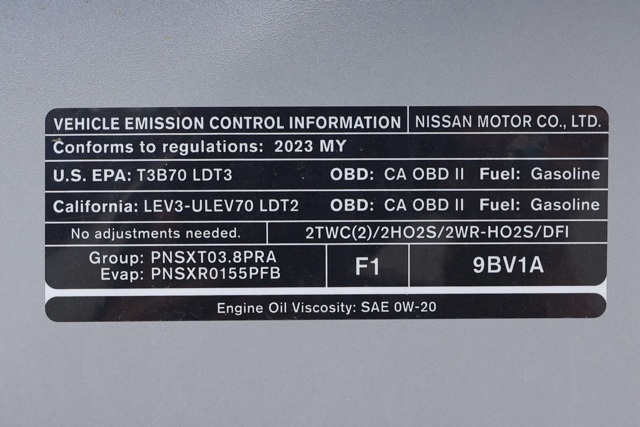 VEHICLE EMISSION CONTROL INFORMATION NISSAN MOTOR CO., LTD.
Conforms to regulations: 2023 MY
U.S. EPA: T3B70 LDT3 OBD: CA OBD II Fuel: Gasoline
California: LEV3-ULEV70 LDT2 OBD: CA OBD II Fuel: Gasoline
No adjustments needed. 2TWC(2)/2HO2S/2WR-HO2S/DFI
Group: PNSXT03.8PRA
Evap: PNSXR0155PFB
F1 9BV1A
Engine Oil Viscosity: SAE 0W-20